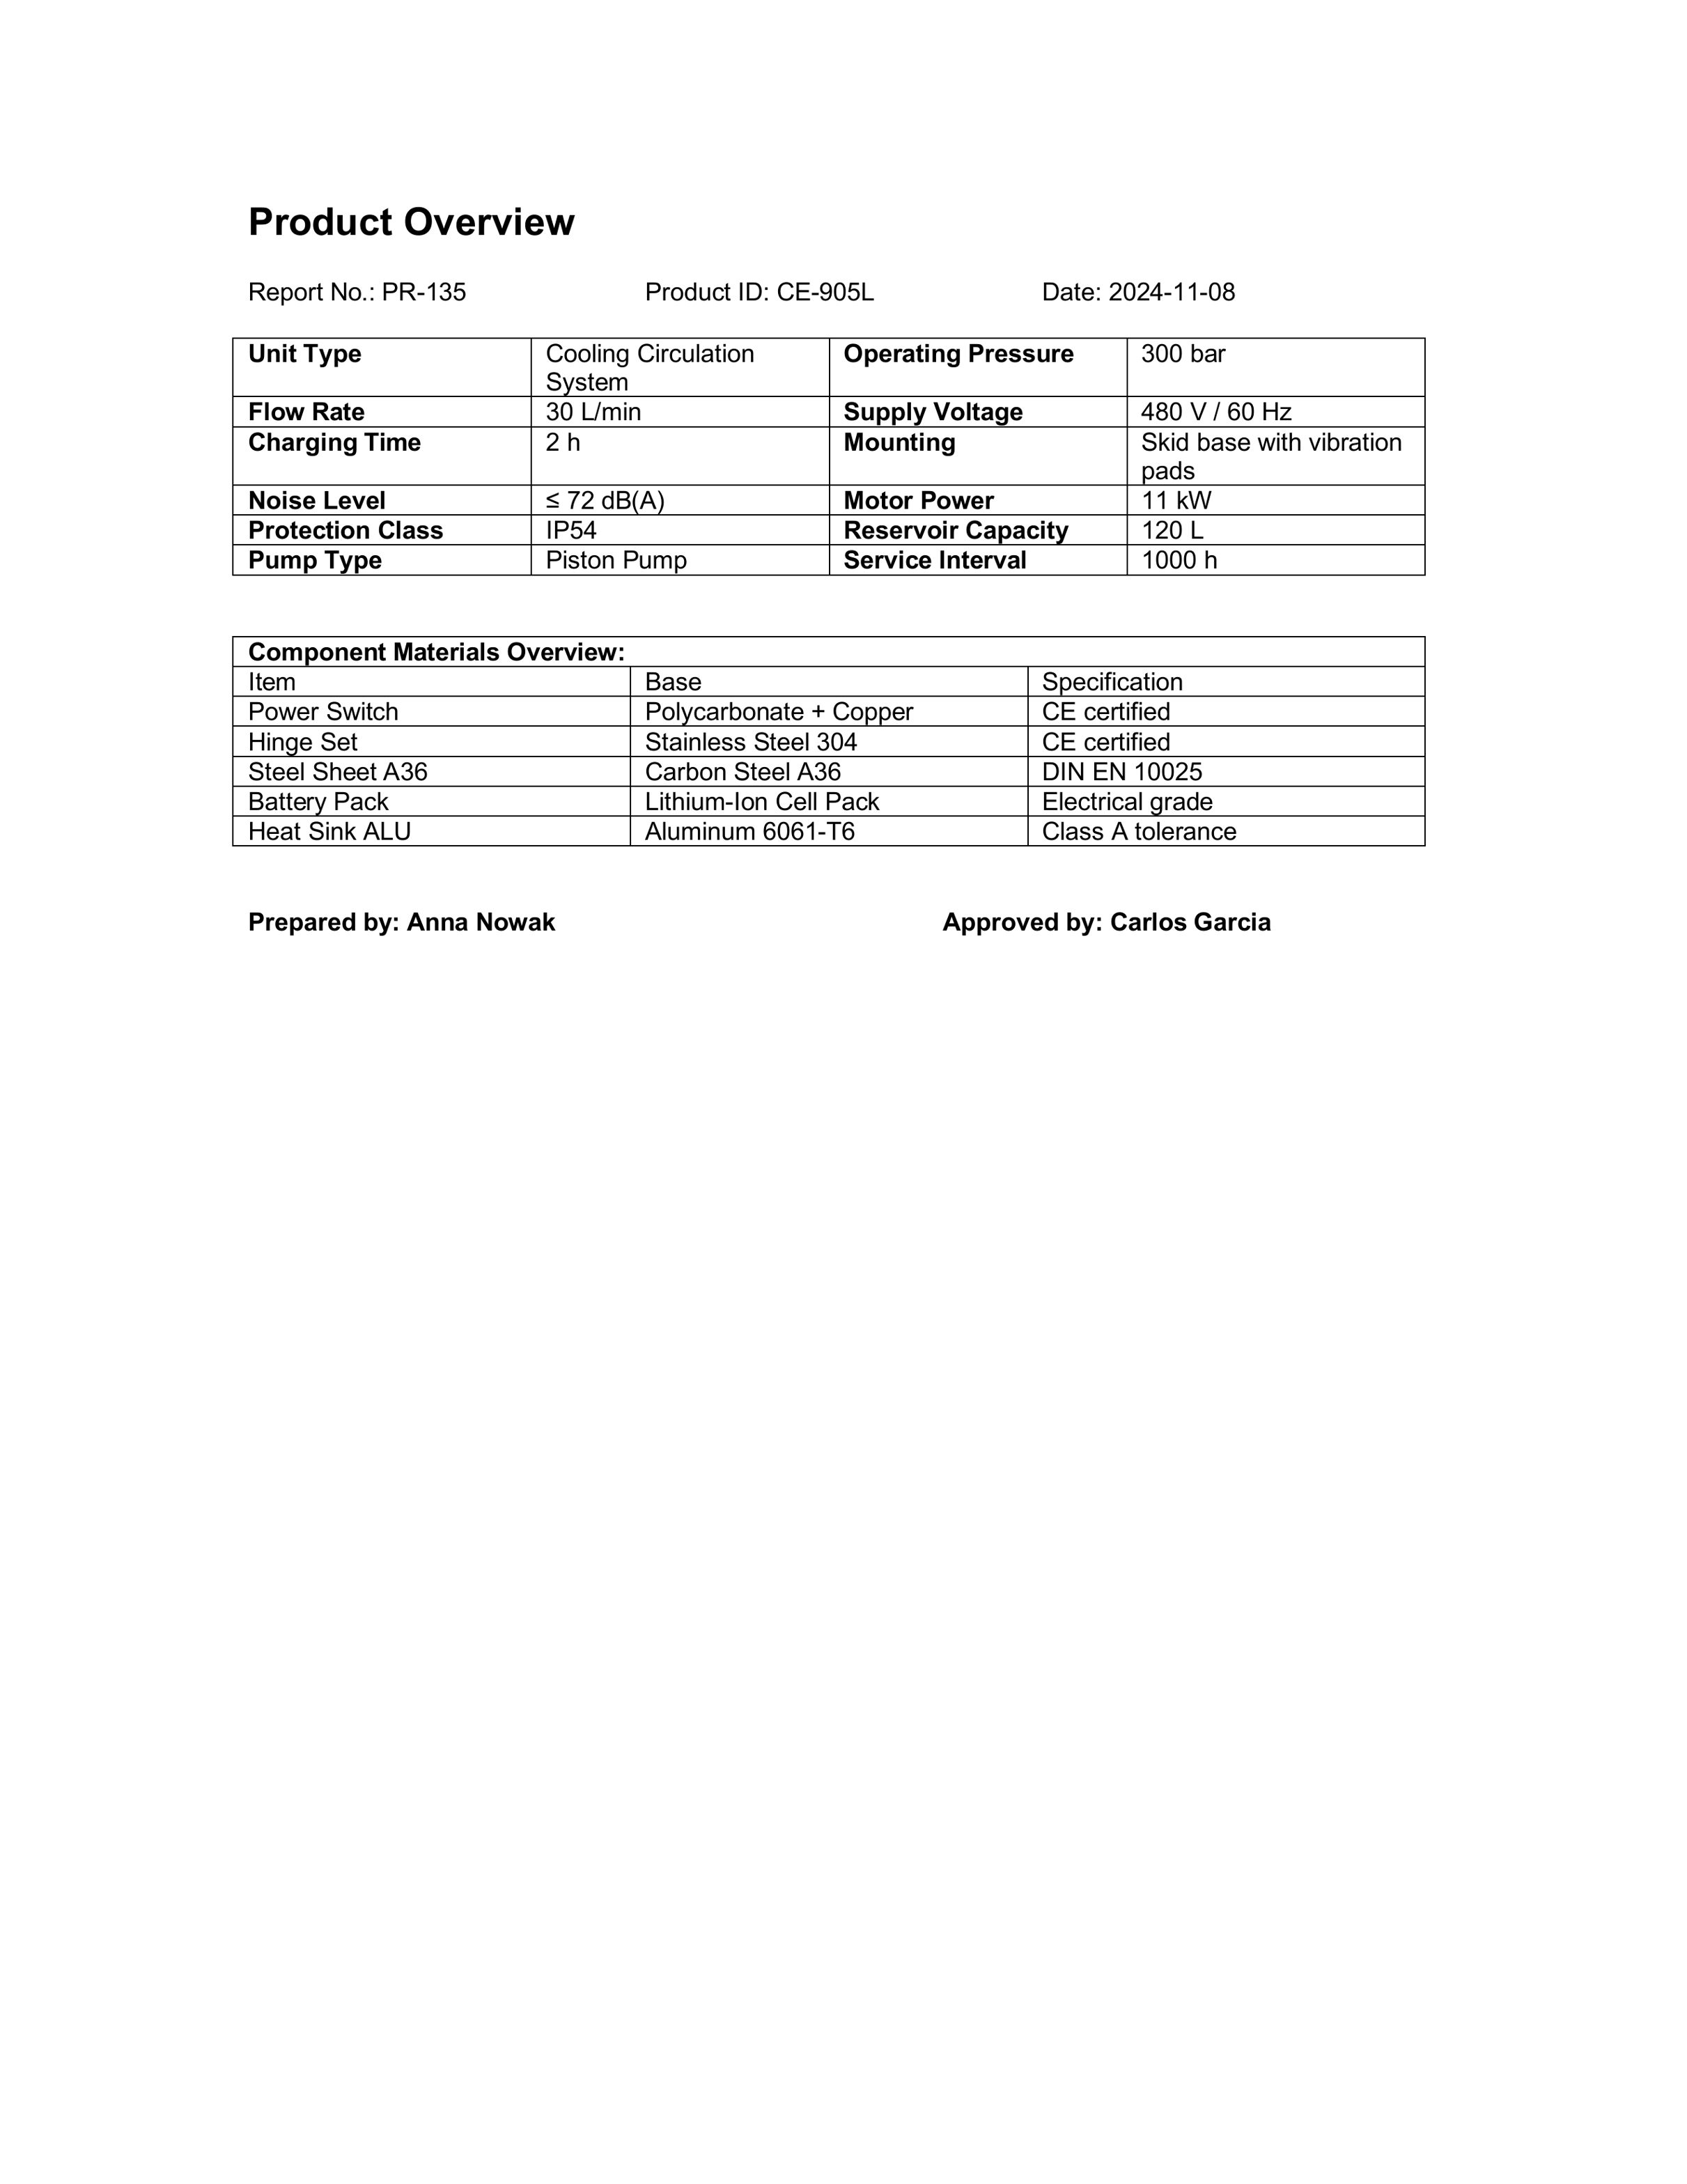 Product Overview
Report No.: PR-135 Product ID: CE-905L Date: 2024-11-08
Unit Type Cooling Circulation System Operating Pressure 300 bar
Flow Rate 30 L/min Supply Voltage 480 V / 60 Hz
Charging Time 2 h Mounting Skid base with vibration pads
Noise Level ≤ 72 dB(A) Motor Power 11 kW
Protection Class IP54 Reservoir Capacity 120 L
Pump Type Piston Pump Service Interval 1000 h
Component Materials Overview:
Item Base Specification
Power Switch Polycarbonate + Copper CE certified
Hinge Set Stainless Steel 304 CE certified
Steel Sheet A36 Carbon Steel A36 DIN EN 10025
Battery Pack Lithium-Ion Cell Pack Electrical grade
Heat Sink ALU Aluminum 6061-T6 Class A tolerance
Prepared by: Anna Nowak Approved by: Carlos Garcia